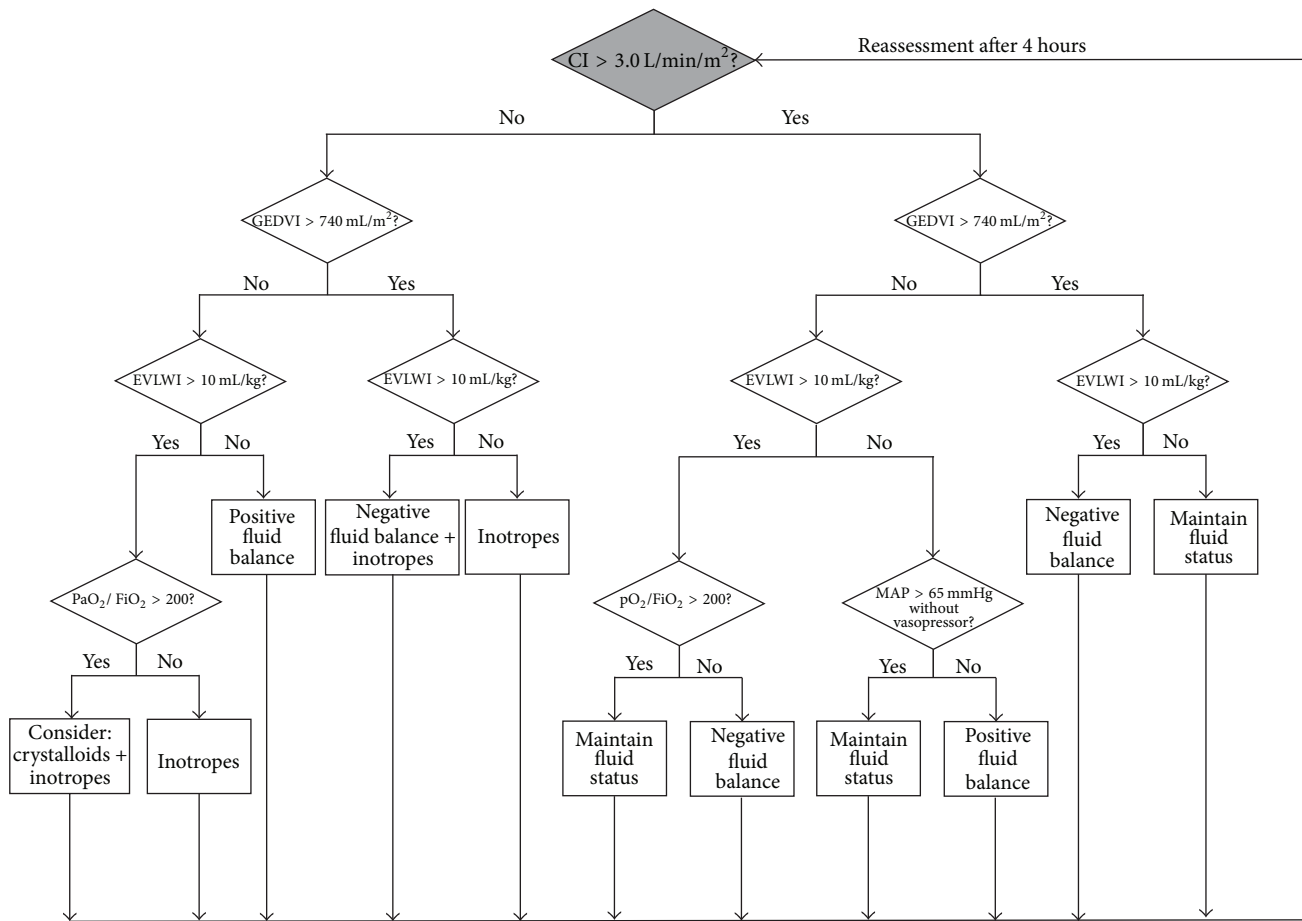 Reassessment after 4 hours
CI > 3.0 L/min/m²?
No
Yes
GEDVI > 740 mL/m²?
GEDVI > 740 mL/m²?
No
Yes
No
Yes
EVLWI > 10 mL/kg?
EVLWI > 10 mL/kg?
EVLWI > 10 mL/kg?
EVLWI > 10 mL/kg?
Yes
No
Yes
No
Yes
No
Yes
No
Positive
fluid
balance
Negative
fluid balance +
inotropes
Inotropes
Negative
fluid
balance
Maintain
fluid
status
PaO₂/ FiO₂ > 200?
pO₂/FiO₂ > 200?
MAP > 65 mmHg
without
vasopressor?
Yes
No
Yes
No
Yes
No
Consider:
crystalloids +
inotropes
Inotropes
Maintain
fluid
status
Negative
fluid
balance
Maintain
fluid
status
Positive
fluid
balance